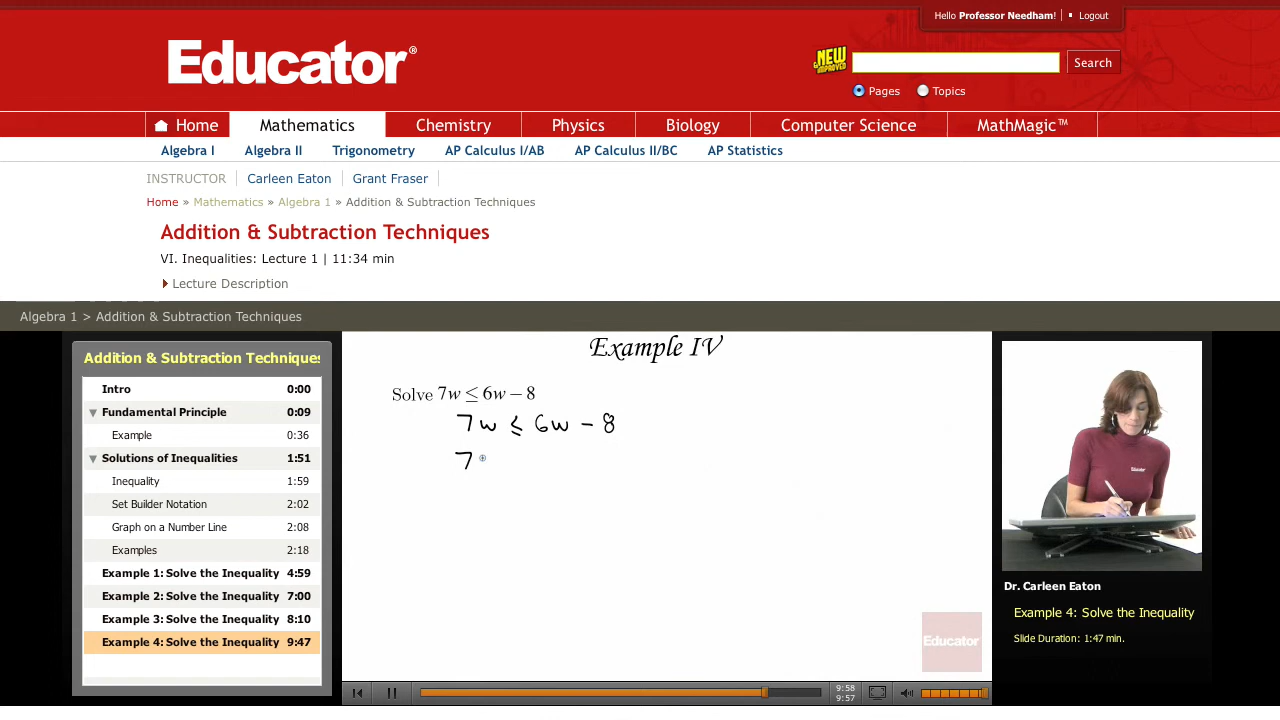 Hello Professor Needham! Logout
Educator®
NEW
& IMPROVED
Search
Pages Topics
Home Mathematics Chemistry Physics Biology Computer Science MathMagic™
Algebra I Algebra II Trigonometry AP Calculus I/AB AP Calculus II/BC AP Statistics
INSTRUCTOR Carleen Eaton Grant Fraser
Home » Mathematics » Algebra 1 » Addition & Subtraction Techniques
Addition & Subtraction Techniques
VI. Inequalities: Lecture 1 | 11:34 min
Lecture Description
Algebra 1 > Addition & Subtraction Techniques
Addition & Subtraction Techniques
Intro 0:00
Fundamental Principle 0:09
Example 0:36
Solutions of Inequalities 1:51
Inequality 1:59
Set Builder Notation 2:02
Graph on a Number Line 2:08
Examples 2:18
Example 1: Solve the Inequality 4:59
Example 2: Solve the Inequality 7:00
Example 3: Solve the Inequality 8:10
Example 4: Solve the Inequality 9:47
Example IV
Solve 7w ≤ 6w − 8
7w ≤ 6w − 8
7
Educator
9:58
9:57
Dr. Carleen Eaton
Example 4: Solve the Inequality
Slide Duration: 1:47 min.